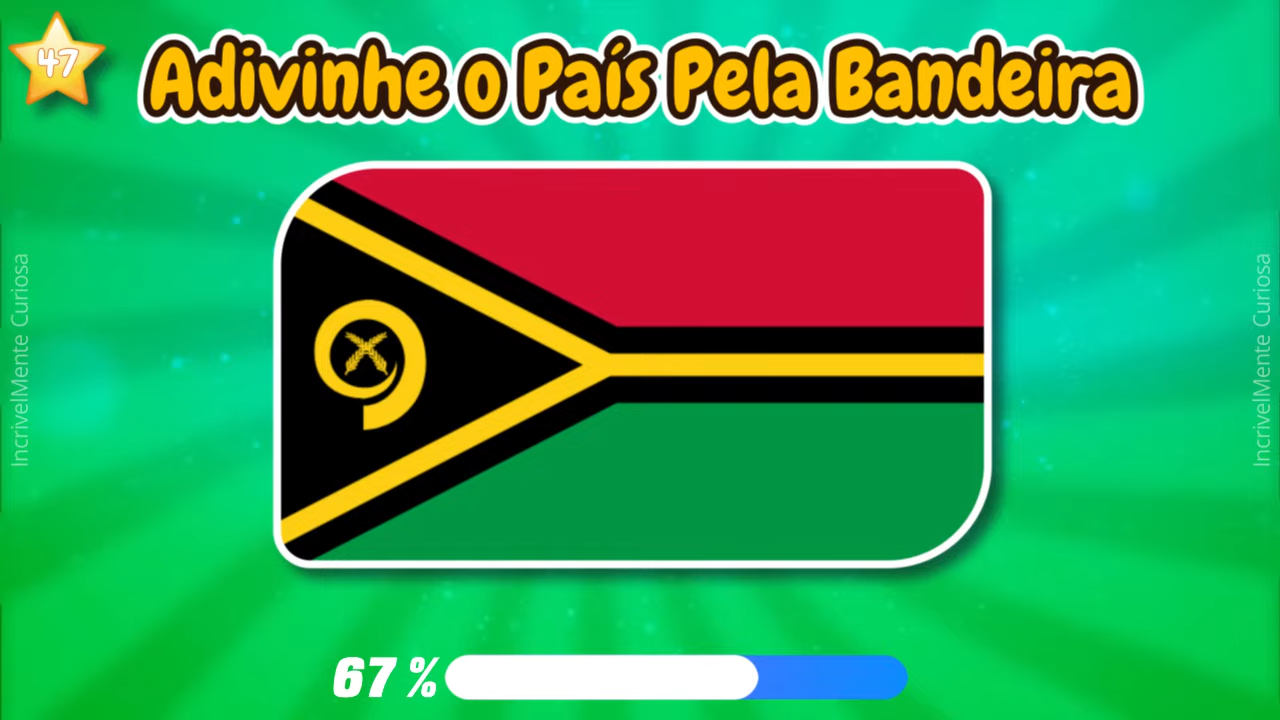 47
Adivinhe o País Pela Bandeira
IncrivelMente Curiosa
IncrivelMente Curiosa
67 %